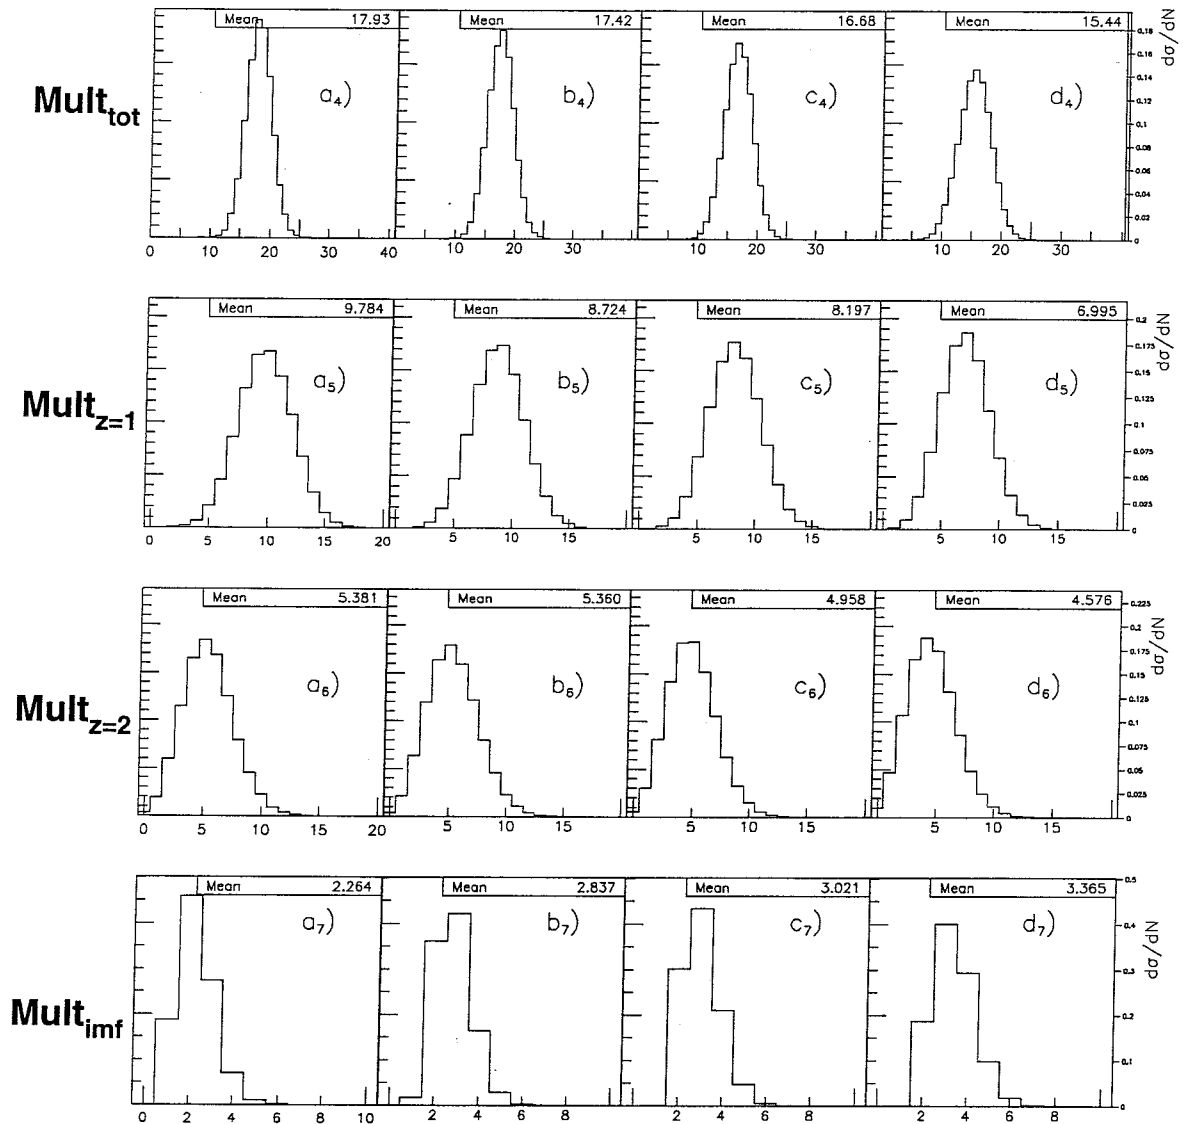 Mean 17.93 Mean 17.42 Mean 16.68 Mean 15.44
Mult_tot
a4) b4) c4) d4)
0.18
0.16
0.14
0.12
0.1
0.08
0.06
0.04
0.02
0
dσ/dN
0 10 20 30 40 10 20 30 10 20 30 10 20 30
Mean 9.784 Mean 8.724 Mean 8.197 Mean 6.995
Mult_z=1
a5) b5) c5) d5)
0.2
0.175
0.15
0.125
0.1
0.075
0.05
0.025
0
dσ/dN
0 5 10 15 20 5 10 15 5 10 15 5 10 15
Mean 5.381 Mean 5.360 Mean 4.958 Mean 4.576
Mult_z=2
a6) b6) c6) d6)
0.225
0.2
0.175
0.15
0.125
0.1
0.075
0.05
0.025
0
dσ/dN
0 5 10 15 20 5 10 15 5 10 15 5 10 15
Mean 2.264 Mean 2.837 Mean 3.021 Mean 3.365
Mult_imf
a7) b7) c7) d7)
0.5
0.4
0.3
0.2
0.1
0
dσ/dN
0 2 4 6 8 10 2 4 6 8 2 4 6 8 2 4 6 8